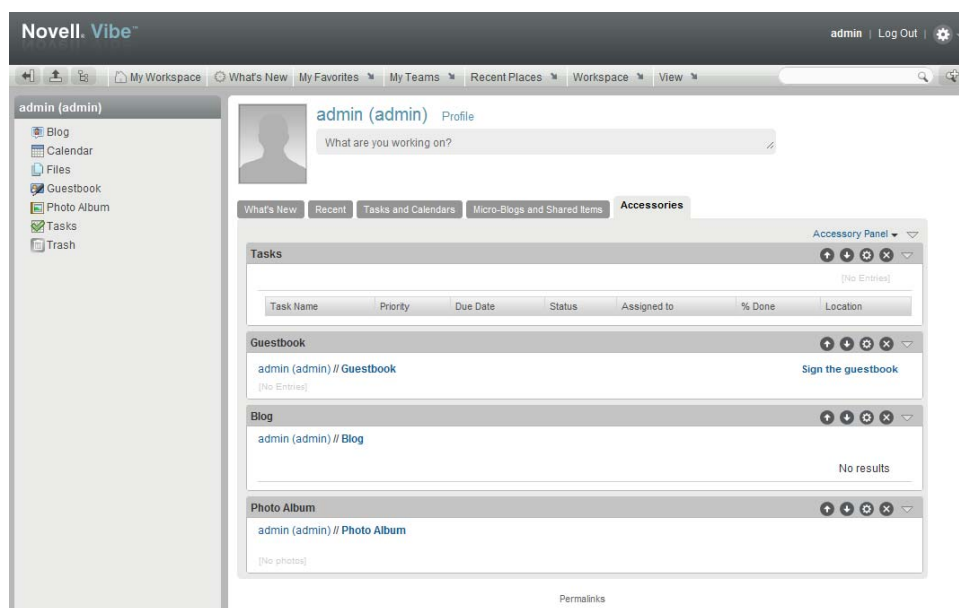 Novell. Vibe™
admin | Log Out |
My Workspace What's New My Favorites My Teams Recent Places Workspace View
admin (admin)
Blog
Calendar
Files
Guestbook
Photo Album
Tasks
Trash
admin (admin) Profile
What are you working on?
What's New Recent Tasks and Calendars Micro-Blogs and Shared Items Accessories
Accessory Panel
Tasks
[No Entries]
Task Name Priority Due Date Status Assigned to % Done Location
Guestbook
admin (admin) // Guestbook Sign the guestbook
[No Entries]
Blog
admin (admin) // Blog
No results
Photo Album
admin (admin) // Photo Album
[No photos]
Permalinks